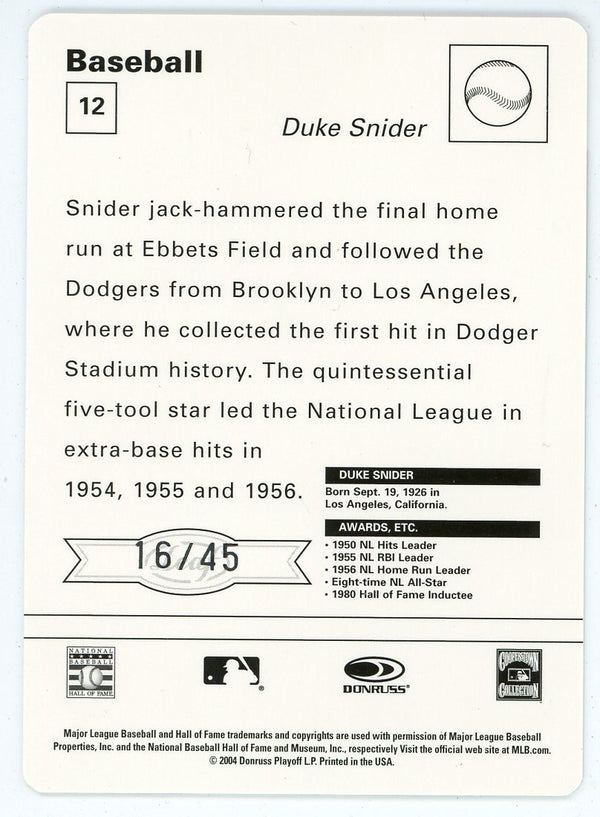 Baseball
12
Duke Snider
Snider jack-hammered the final home
run at Ebbets Field and followed the
Dodgers from Brooklyn to Los Angeles,
where he collected the first hit in Dodger
Stadium history. The quintessential
five-tool star led the National League in
extra-base hits in
1954, 1955 and 1956.
DUKE SNIDER
Born Sept. 19, 1926 in
Los Angeles, California.
AWARDS, ETC.
• 1950 NL Hits Leader
• 1955 NL RBI Leader
• 1956 NL Home Run Leader
• Eight-time NL All-Star
• 1980 Hall of Fame Inductee
16/45
NATIONAL
BASEBALL
HALL OF FAME
DONRUSS®
COOPERSTOWN
COLLECTION
Major League Baseball and Hall of Fame trademarks and copyrights are used with permission of Major League Baseball
Properties, Inc. and the National Baseball Hall of Fame and Museum, Inc., respectively Visit the official web site at MLB.com.
© 2004 Donruss Playoff L.P. Printed in the USA.